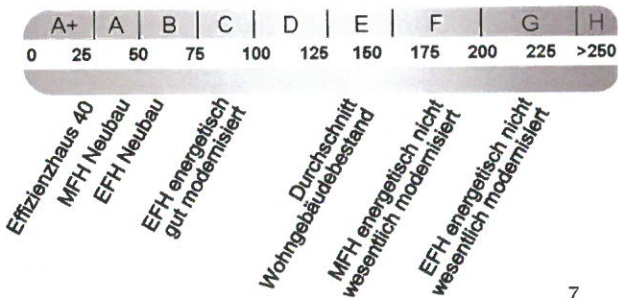 A+ A B C D E F G H
0 25 50 75 100 125 150 175 200 225 >250
Effizienzhaus 40
MFH Neubau
EFH Neubau
EFH energetisch
gut modernisiert
Durchschnitt
Wohngebäudebestand
MFH energetisch nicht
wesentlich modernisiert
EFH energetisch nicht
wesentlich modernisiert
7